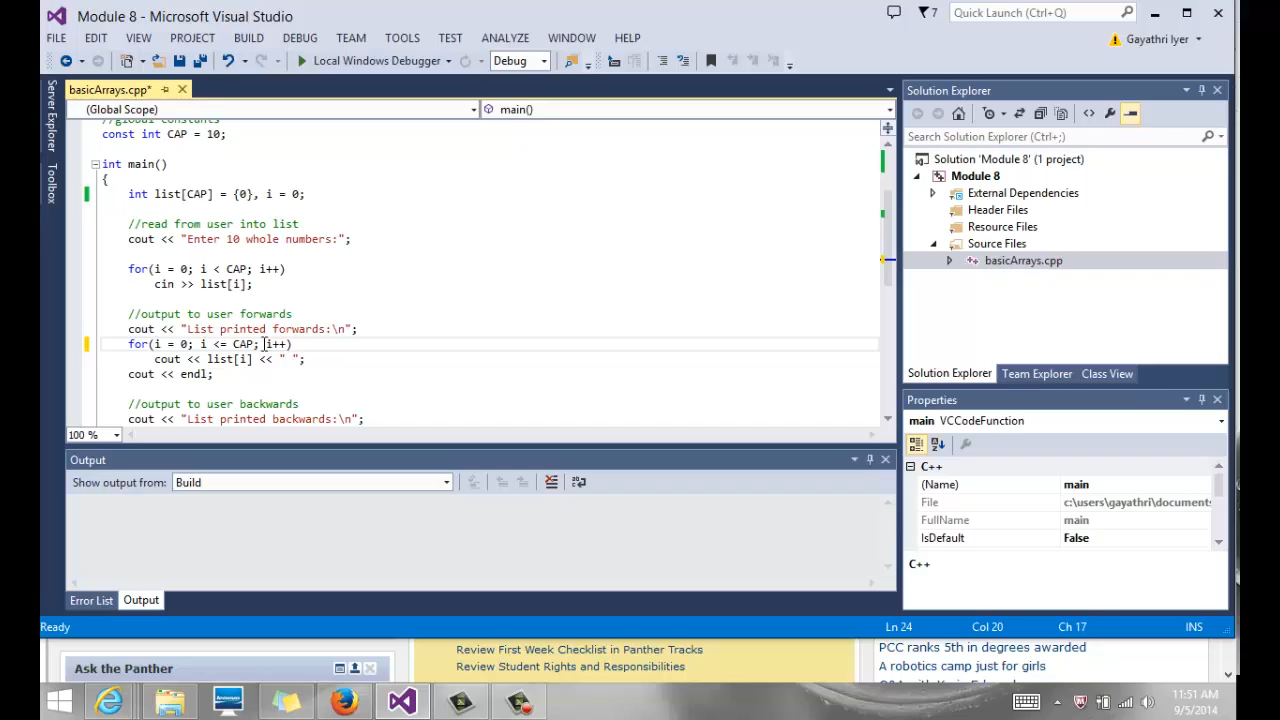 Module 8 - Microsoft Visual Studio
7
Quick Launch (Ctrl+Q)
FILE EDIT VIEW PROJECT BUILD DEBUG TEAM TOOLS TEST ANALYZE WINDOW HELP
Gayathri Iyer
Local Windows Debugger
Debug
Server Explorer
Toolbox
basicArrays.cpp*
(Global Scope)
main()
//global constants
const int CAP = 10;
int main()
{
int list[CAP] = {0}, i = 0;
//read from user into list
cout << "Enter 10 whole numbers:";
for(i = 0; i < CAP; i++)
cin >> list[i];
//output to user forwards
cout << "List printed forwards:\n";
for(i = 0; i <= CAP; i++)
cout << list[i] << " ";
cout << endl;
//output to user backwards
cout << "List printed backwards:\n";
100 %
Output
Show output from: Build
Error List Output
Solution Explorer
Search Solution Explorer (Ctrl+;)
Solution 'Module 8' (1 project)
Module 8
External Dependencies
Header Files
Resource Files
Source Files
basicArrays.cpp
Solution Explorer Team Explorer Class View
Properties
main VCCodeFunction
C++
(Name) main
File c:\users\gayathri\documents
FullName main
IsDefault False
C++
Ready
Ln 24 Col 20 Ch 17 INS
Ask the Panther
Review First Week Checklist in Panther Tracks
Review Student Rights and Responsibilities
PCC ranks 5th in degrees awarded
A robotics camp just for girls
11:51 AM
9/5/2014